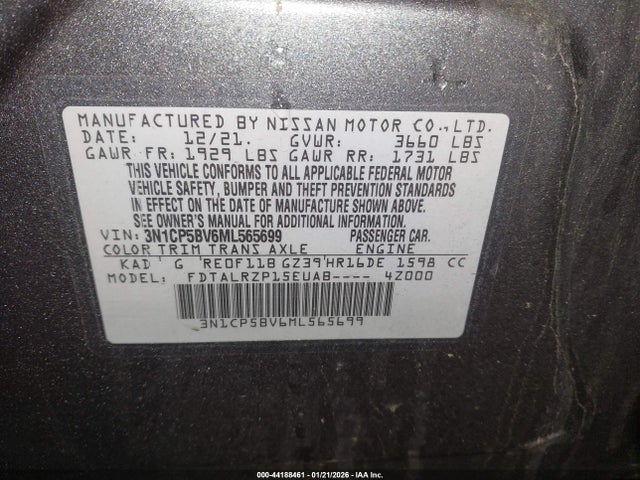 MANUFACTURED BY NISSAN MOTOR CO.,LTD.
DATE: 12/21. GVWR: 3660 LBS
GAWR FR: 1929 LBS GAWR RR: 1731 LBS
THIS VEHICLE CONFORMS TO ALL APPLICABLE FEDERAL MOTOR
VEHICLE SAFETY, BUMPER AND THEFT PREVENTION STANDARDS
IN EFFECT ON THE DATE OF MANUFACTURE SHOWN ABOVE.
SEE OWNER'S MANUAL FOR ADDITIONAL INFORMATION.
VIN: 3N1CP5BV6ML565699 PASSENGER CAR.
COLOR TRIM TRANS AXLE ENGINE
KAD ' G 'RE0F11B GZ39'HR16DE 1598 CC
MODEL: FDTALRZP15EUAB---- 4Z000
3N1CP5BV6ML565699
000-44188461 - 01/21/2026 - IAA Inc.